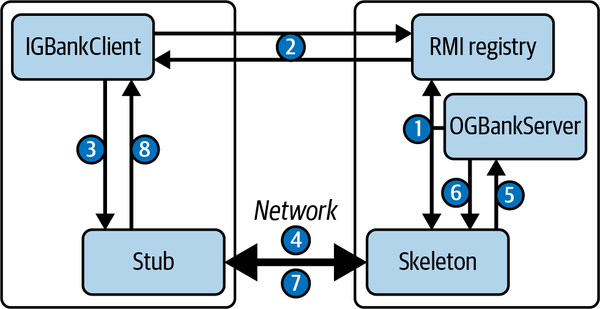 IGBankClient
2
RMI registry
1
OGBankServer
3
8
6
5
Network
4
7
Stub
Skeleton